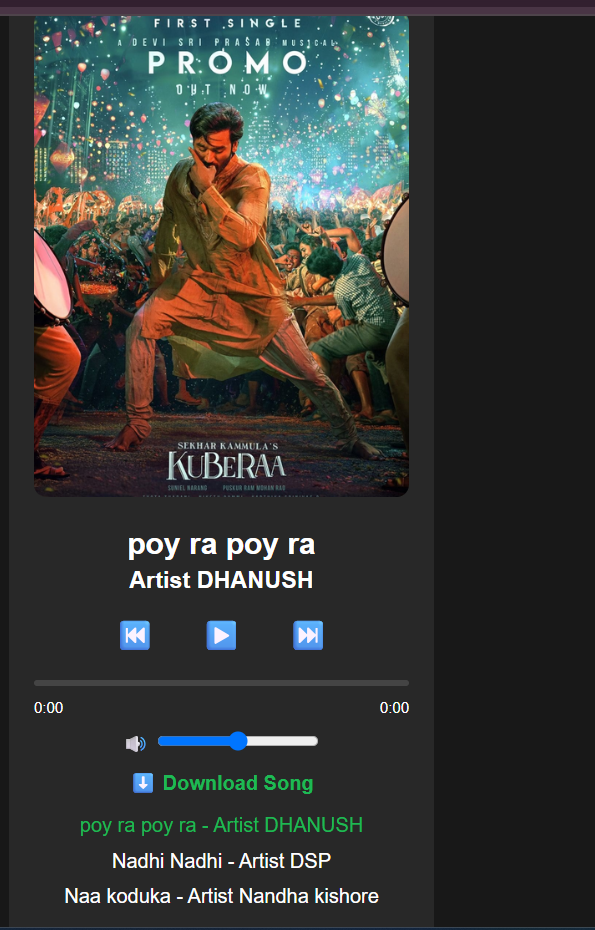 FIRST SINGLE
A DEVI SRI PRASAD MUSICAL
PROMO
OUT NOW
SEKHAR KAMMULA'S
KUBERAA
SUNIEL NARANG PUSKUR RAM MOHAN RAO
poy ra poy ra
Artist DHANUSH
0:00 0:00
Download Song
poy ra poy ra - Artist DHANUSH
Nadhi Nadhi - Artist DSP
Naa koduka - Artist Nandha kishore